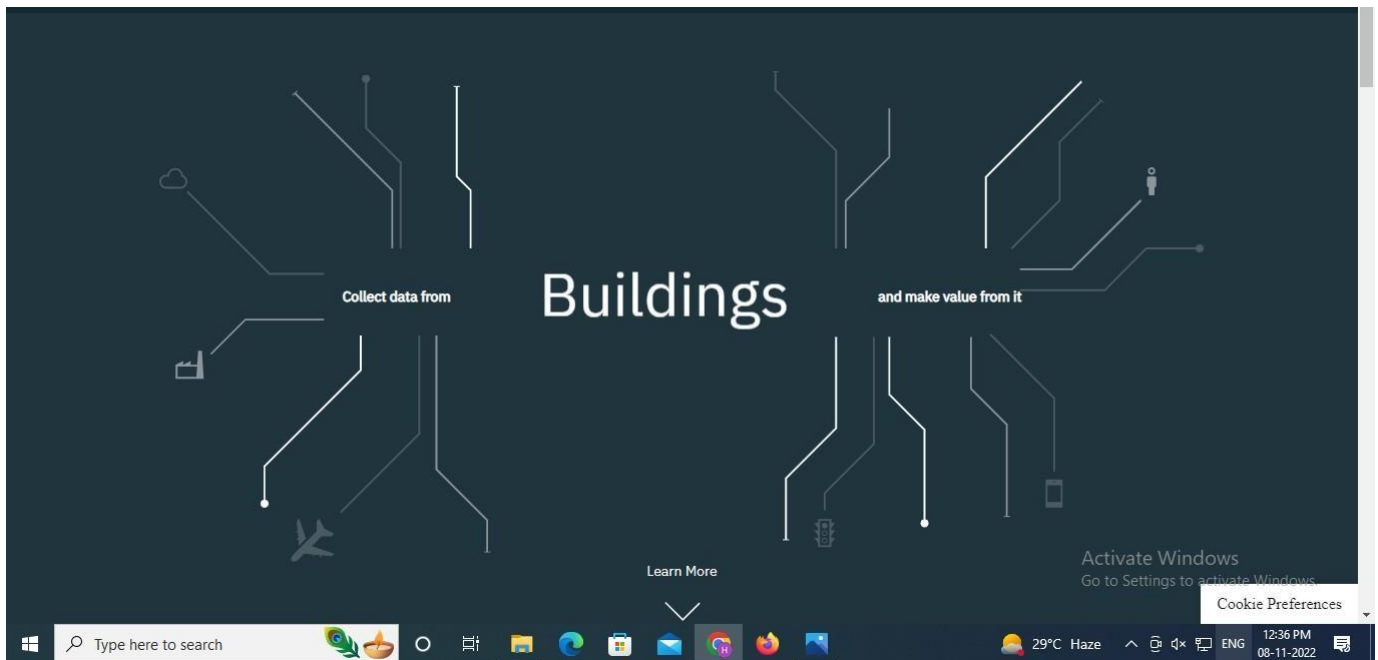 Collect data from
Buildings
and make value from it
Learn More
Activate Windows
Go to Settings to activate Windows.
Cookie Preferences
Type here to search
H
29°C Haze
ENG
12:36 PM
08-11-2022